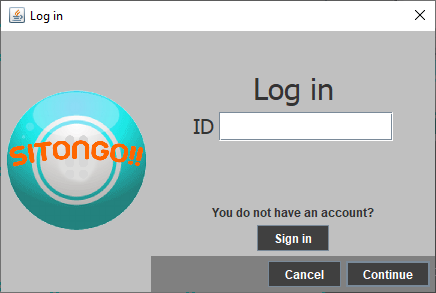 Log in
SITONGO!!
Log in
ID
You do not have an account?
Sign in
Cancel
Continue